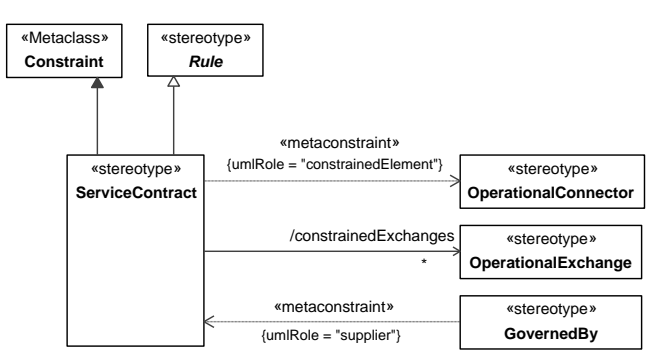 «Metaclass»
Constraint
«stereotype»
Rule
«metaconstraint»
{umlRole = "constrainedElement"}
«stereotype»
ServiceContract
«stereotype»
OperationalConnector
/constrainedExchanges
*
«stereotype»
OperationalExchange
«metaconstraint»
{umlRole = "supplier"}
«stereotype»
GovernedBy